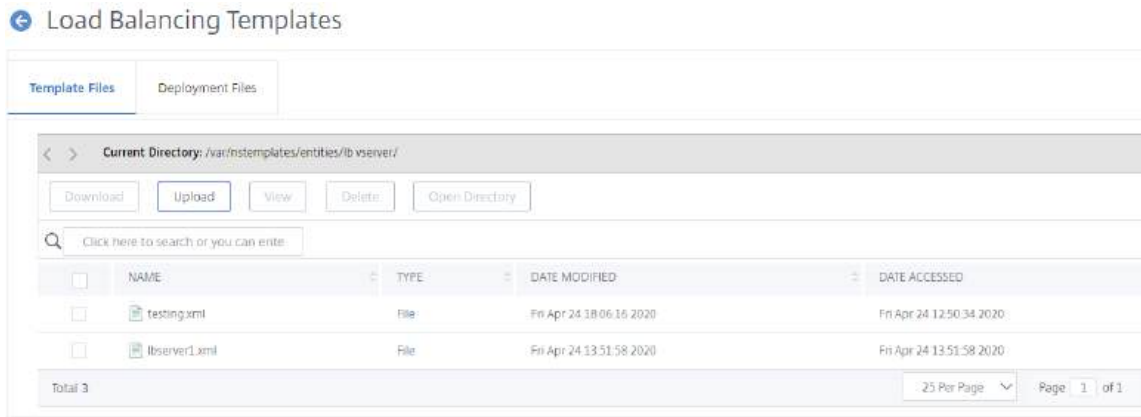 Load Balancing Templates
Template Files Deployment Files
Current Directory: /var/nstemplates/entities/lb vserver/
Download Upload View Delete Open Directory
Click here to search or you can ente
NAME TYPE DATE MODIFIED DATE ACCESSED
testing.xml File Fri Apr 24 18:06:16 2020 Fri Apr 24 12:50:34 2020
lbserver1.xml File Fri Apr 24 13:51:58 2020 Fri Apr 24 13:51:58 2020
Total 3 25 Per Page Page 1 of 1